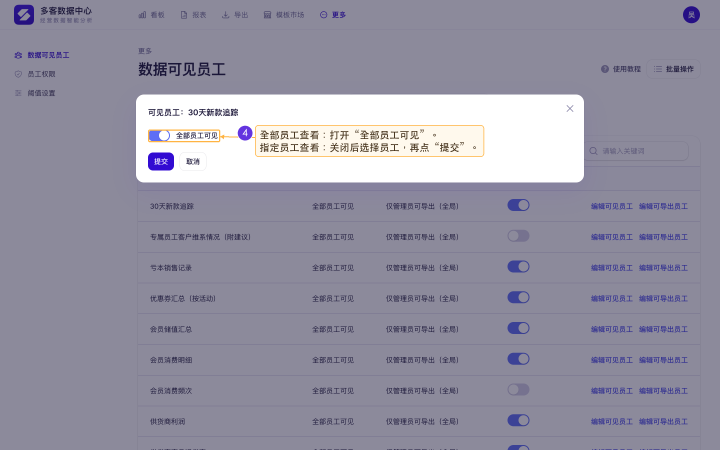 多客数据中心
经营数据智能分析
看板
报表
导出
模板市场
更多
吴
数据可见员工
员工权限
阈值设置
更多
数据可见员工
使用教程
批量操作
可见员工：30天新款追踪
全部员工可见
4
全部员工查看：打开“全部员工可见”。
指定员工查看：关闭后选择员工，再点“提交”。
提交
取消
请输入关键词
30天新款追踪 全部员工可见 仅管理员可导出（全局） 编辑可见员工 编辑可导出员工
专属员工客户维系情况（附建议） 全部员工可见 仅管理员可导出（全局） 编辑可见员工 编辑可导出员工
亏本销售记录 全部员工可见 仅管理员可导出（全局） 编辑可见员工 编辑可导出员工
优惠券汇总（按活动） 全部员工可见 仅管理员可导出（全局） 编辑可见员工 编辑可导出员工
会员储值汇总 全部员工可见 仅管理员可导出（全局） 编辑可见员工 编辑可导出员工
会员消费明细 全部员工可见 仅管理员可导出（全局） 编辑可见员工 编辑可导出员工
会员消费频次 全部员工可见 仅管理员可导出（全局） 编辑可见员工 编辑可导出员工
供货商利润 全部员工可见 仅管理员可导出（全局） 编辑可见员工 编辑可导出员工